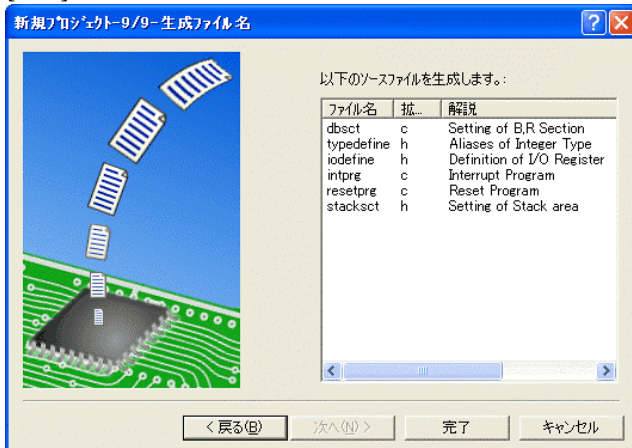 新規プロジェクト-9/9-生成ファイル名
以下のソースファイルを生成します。:
ファイル名 拡... 解説
dbsct c Setting of B,R Section
typedefine h Aliases of Integer Type
iodefine h Definition of I/O Register
intprg c Interrupt Program
resetprg c Reset Program
stacksct h Setting of Stack area
< 戻る(B) 次へ(N) > 完了 キャンセル